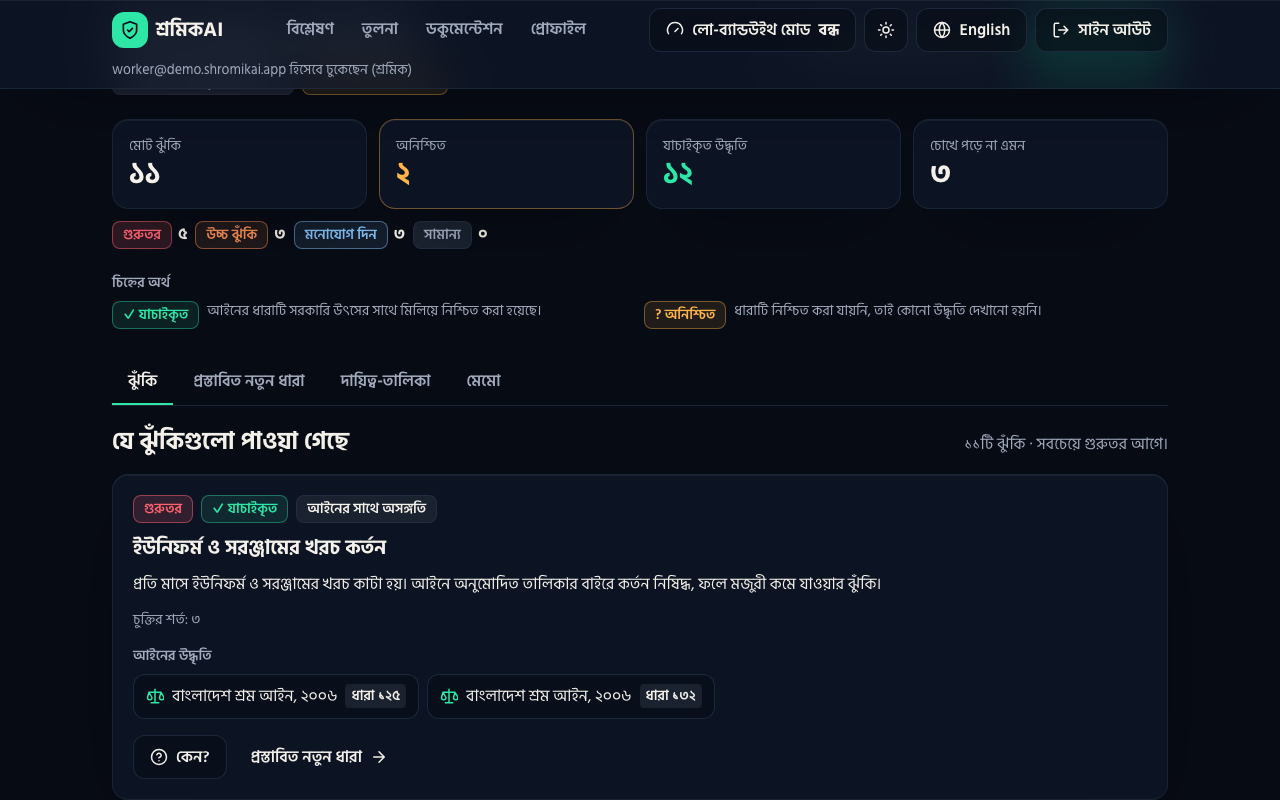 শ্রমিকAI
বিশ্লেষণ
তুলনা
ডকুমেন্টেশন
প্রোফাইল
লো-ব্যান্ডউইথ মোড বন্ধ
English
সাইন আউট
worker@demo.shromikai.app হিসেবে ঢুকেছেন (শ্রমিক)
মোট ঝুঁকি
১১
অনিশ্চিত
২
যাচাইকৃত উদ্ধৃতি
১২
চোখে পড়ে না এমন
৩
গুরুতর ৫ উচ্চ ঝুঁকি ৩ মনোযোগ দিন ৩ সামান্য ০
চিহ্নের অর্থ
✓ যাচাইকৃত আইনের ধারাটি সরকারি উৎসের সাথে মিলিয়ে নিশ্চিত করা হয়েছে।
? অনিশ্চিত ধারাটি নিশ্চিত করা যায়নি, তাই কোনো উদ্ধৃতি দেখানো হয়নি।
ঝুঁকি
প্রস্তাবিত নতুন ধারা
দায়িত্ব-তালিকা
মেমো
যে ঝুঁকিগুলো পাওয়া গেছে
১১টি ঝুঁকি · সবচেয়ে গুরুতর আগে।
গুরুতর ✓ যাচাইকৃত আইনের সাথে অসঙ্গতি
ইউনিফর্ম ও সরঞ্জামের খরচ কর্তন
প্রতি মাসে ইউনিফর্ম ও সরঞ্জামের খরচ কাটা হয়। আইনে অনুমোদিত তালিকার বাইরে কর্তন নিষিদ্ধ, ফলে মজুরী কমে যাওয়ার ঝুঁকি।
চুক্তির শর্ত: ৩
আইনের উদ্ধৃতি
বাংলাদেশ শ্রম আইন, ২০০৬ ধারা ১২৫
বাংলাদেশ শ্রম আইন, ২০০৬ ধারা ১৩২
কেন?
প্রস্তাবিত নতুন ধারা →